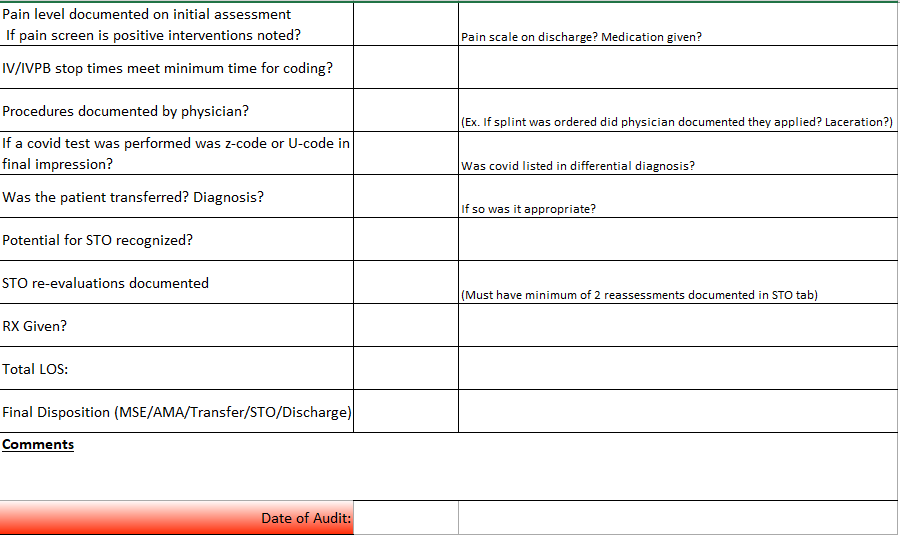 Pain level documented on initial assessment
If pain screen is positive interventions noted?
Pain scale on discharge? Medication given?
IV/IVPB stop times meet minimum time for coding?
Procedures documented by physician?
(Ex. If splint was ordered did physician documented they applied? Laceration?)
If a covid test was performed was z-code or U-code in
final impression?
Was covid listed in differential diagnosis?
Was the patient transferred? Diagnosis?
If so was it appropriate?
Potential for STO recognized?
STO re-evaluations documented
(Must have minimum of 2 reassessments documented in STO tab)
RX Given?
Total LOS:
Final Disposition (MSE/AMA/Transfer/STO/Discharge)
Comments
Date of Audit: